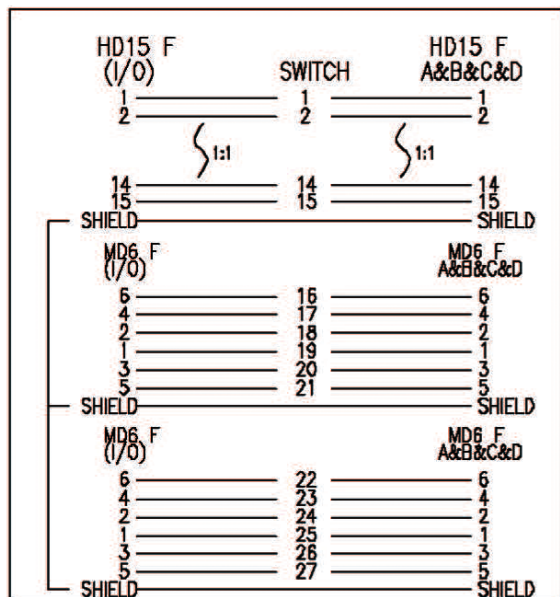 HD15 F HD15 F
(I/O) SWITCH A&B&C&D
1 1 1
2 2 2
1:1 1:1
14 14 14
15 15 15
SHIELD SHIELD
MD6 F MD6 F
(I/O) A&B&C&D
6 16 6
4 17 4
2 18 2
1 19 1
3 20 3
5 21 5
SHIELD SHIELD
MD6 F MD6 F
(I/O) A&B&C&D
6 22 6
4 23 4
2 24 2
1 25 1
3 26 3
5 27 5
SHIELD SHIELD